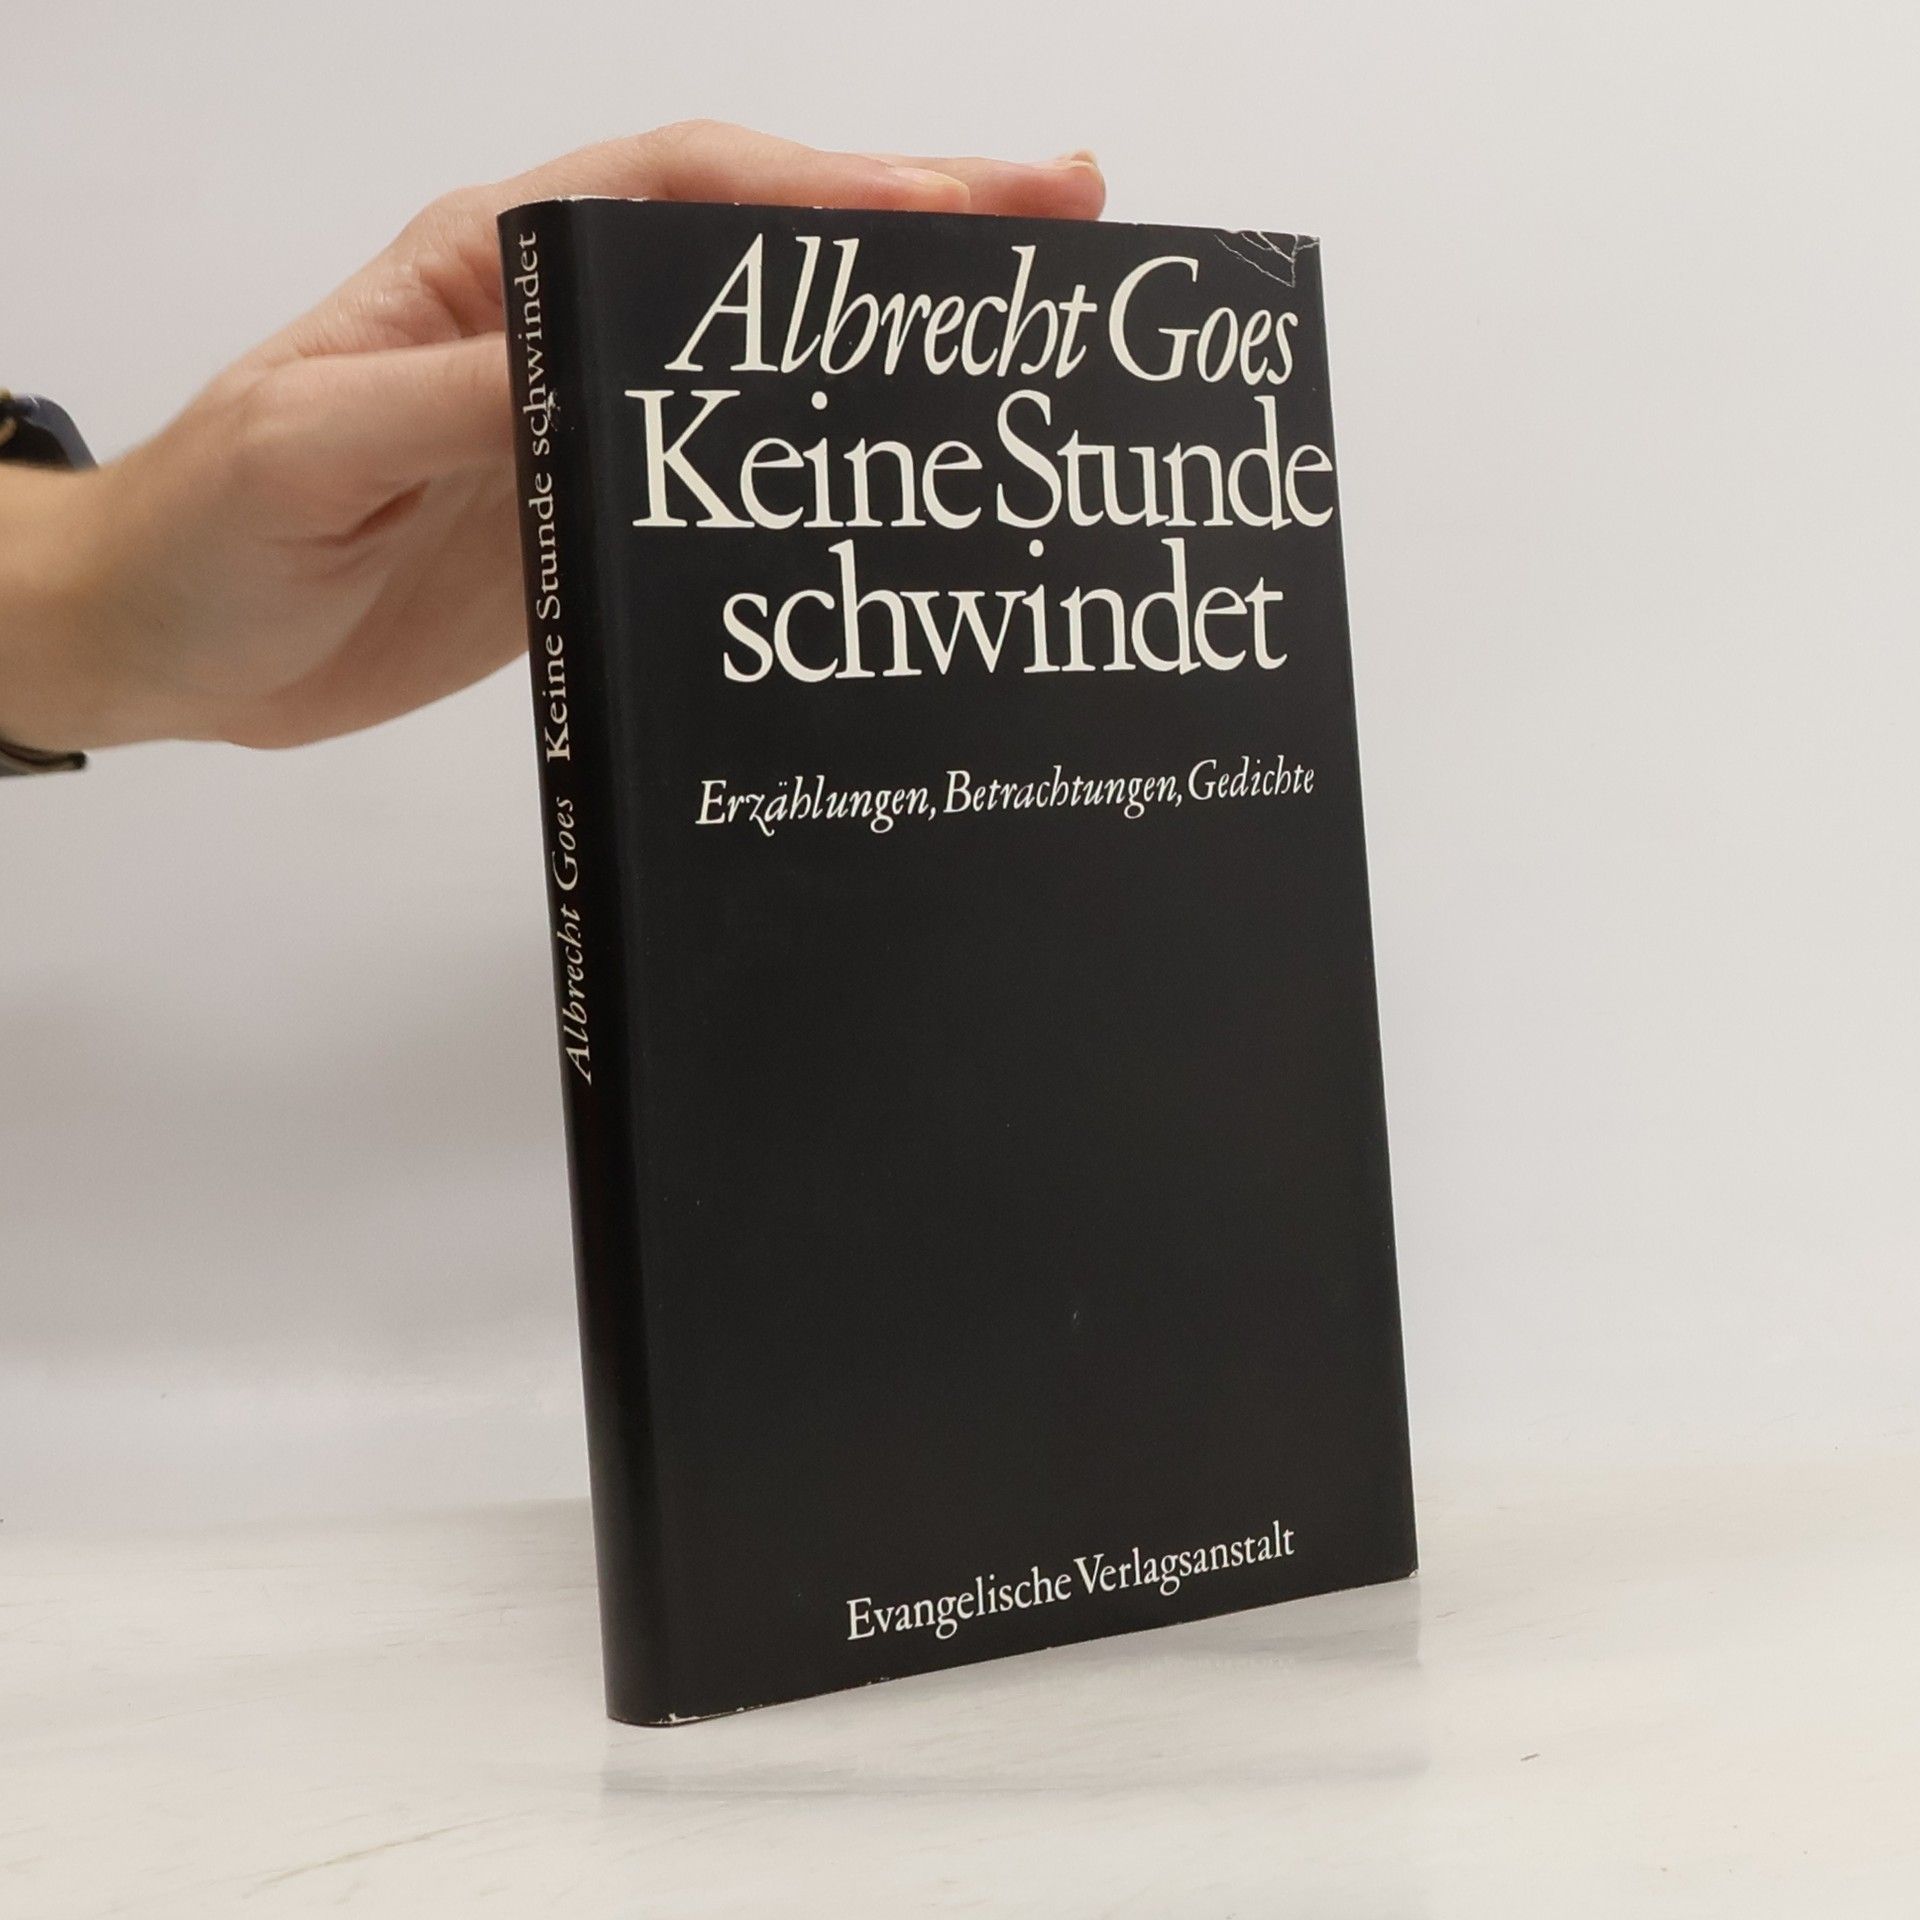 Albrecht Goes
Keine Stunde
schwindet
Erzählungen, Betrachtungen, Gedichte
Evangelische Verlagsanstalt
Albrecht Goes Keine Stunde schwindet